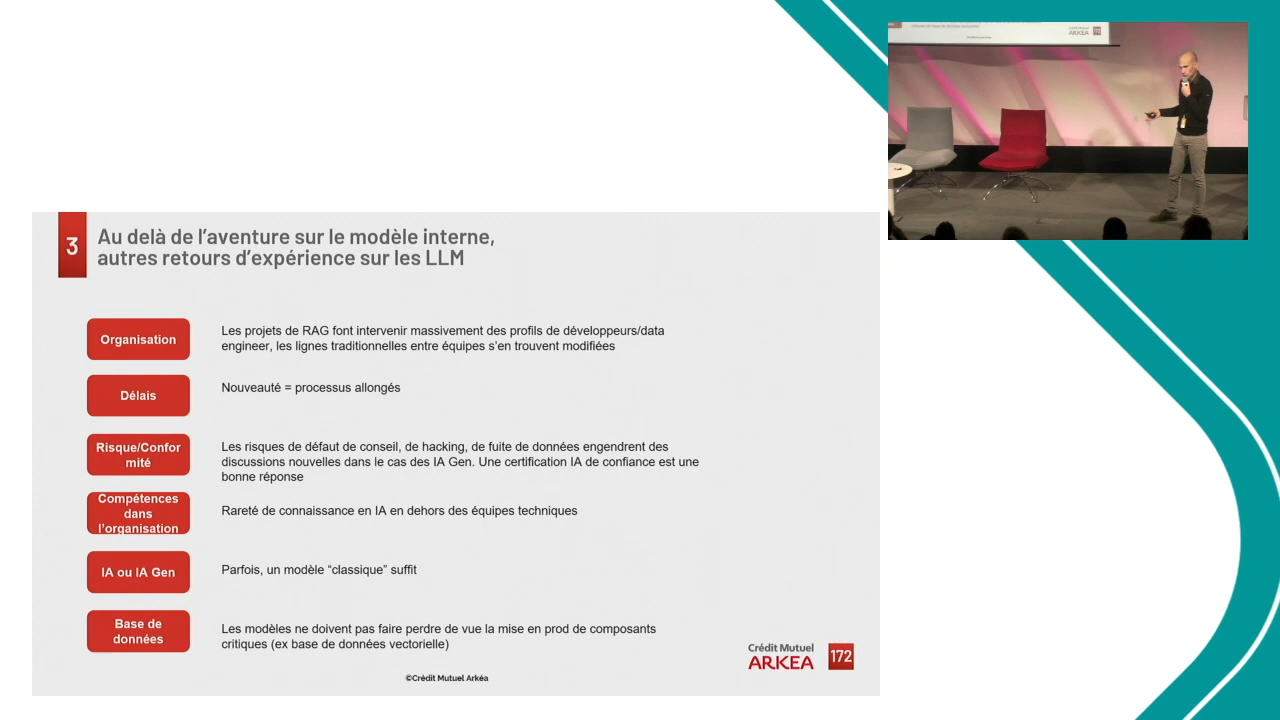 3
Au delà de l’aventure sur le modèle interne,
autres retours d’expérience sur les LLM
Organisation
Les projets de RAG font intervenir massivement des profils de développeurs/data
engineer, les lignes traditionnelles entre équipes s’en trouvent modifiées
Délais
Nouveauté = processus allongés
Risque/Confor
mité
Les risques de défaut de conseil, de hacking, de fuite de données engendrent des
discussions nouvelles dans le cas des IA Gen. Une certification IA de confiance est une
bonne réponse
Compétences
dans
l’organisation
Rareté de connaissance en IA en dehors des équipes techniques
IA ou IA Gen
Parfois, un modèle “classique” suffit
Base de
données
Les modèles ne doivent pas faire perdre de vue la mise en prod de composants
critiques (ex base de données vectorielle)
Crédit Mutuel
ARKEA
172
©Crédit Mutuel Arkéa
ARKEA
172